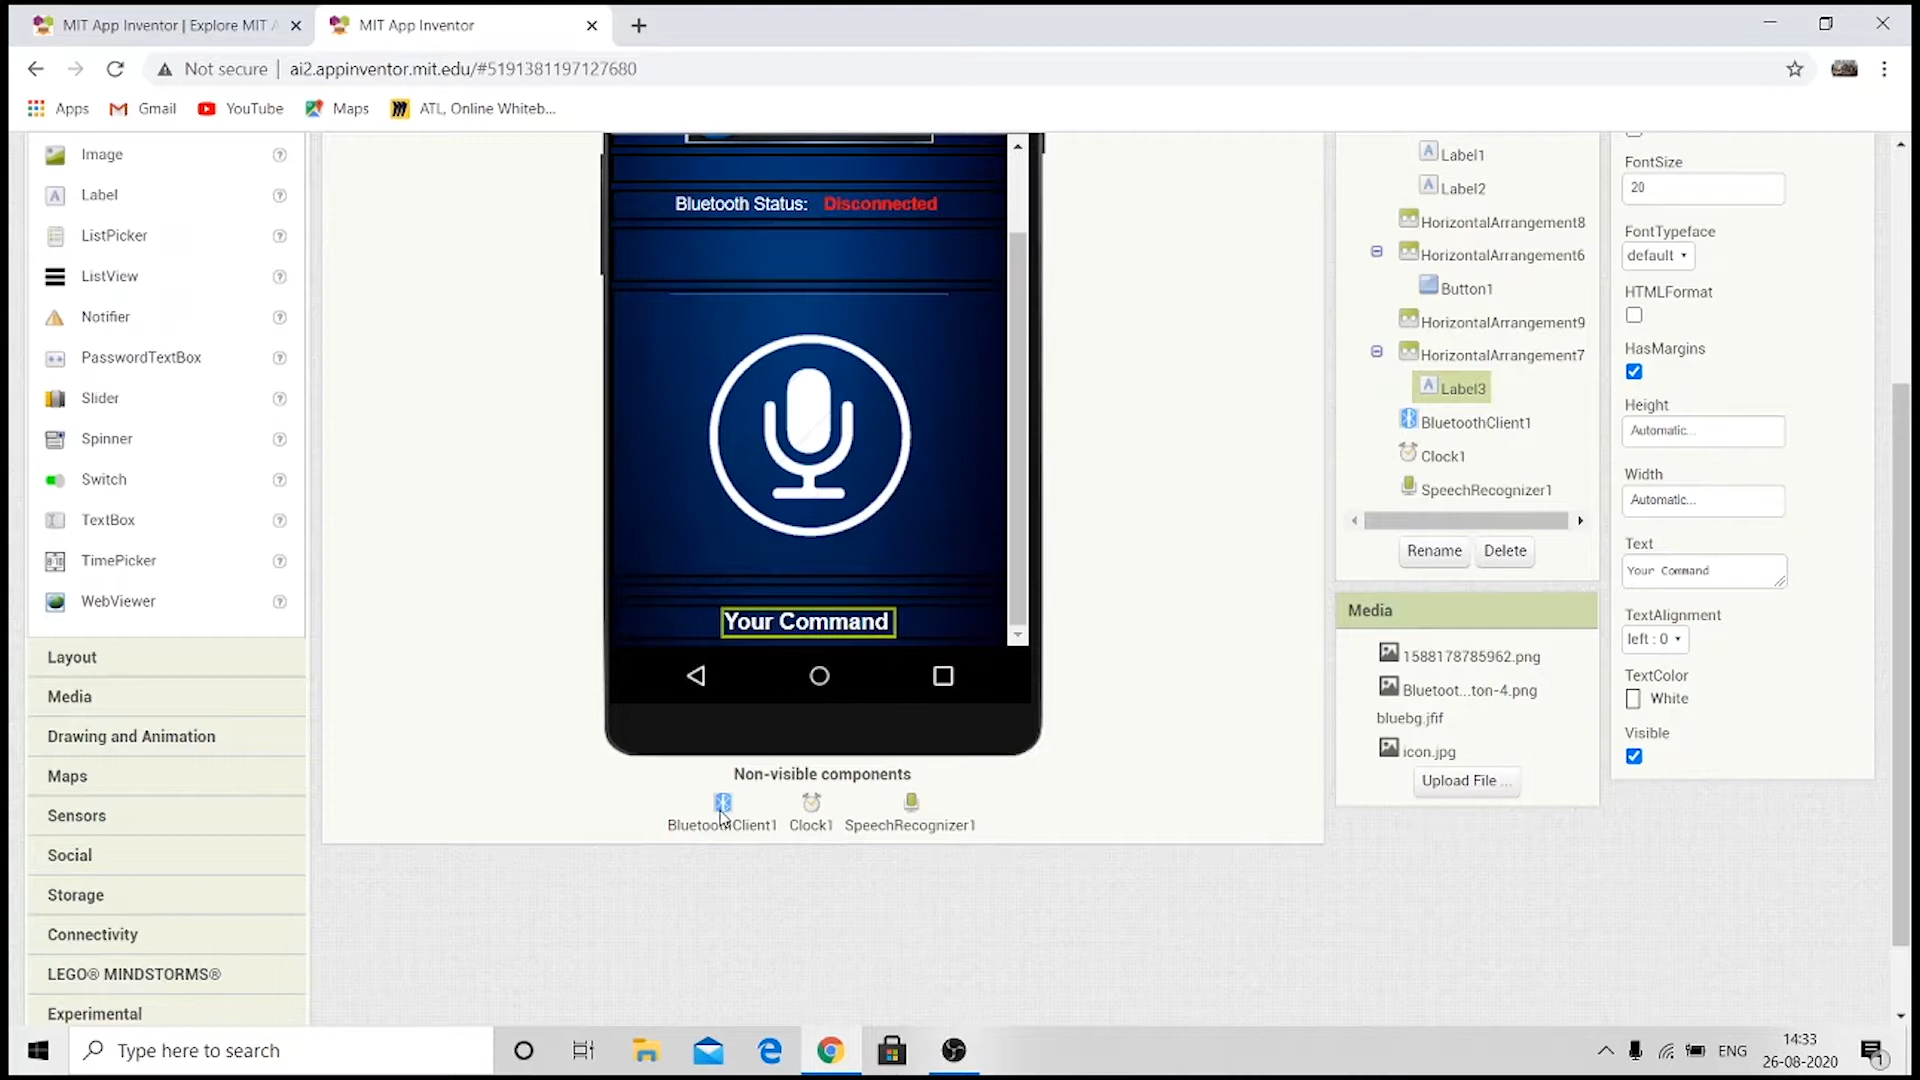 MIT App Inventor | Explore MIT A
MIT App Inventor
Not secure
ai2.appinventor.mit.edu/#5191381197127680
Apps
Gmail
YouTube
Maps
ATL, Online Whiteb...
Image
Label
ListPicker
ListView
Notifier
PasswordTextBox
Slider
Spinner
Switch
TextBox
TimePicker
WebViewer
Layout
Media
Drawing and Animation
Maps
Sensors
Social
Storage
Connectivity
LEGO® MINDSTORMS®
Experimental
Bluetooth Status: Disconnected
Your Command
Non-visible components
BluetoothClient1
Clock1
SpeechRecognizer1
Label1
Label2
HorizontalArrangement8
HorizontalArrangement6
Button1
HorizontalArrangement9
HorizontalArrangement7
Label3
BluetoothClient1
Clock1
SpeechRecognizer1
Rename
Delete
Media
1588178785962.png
Bluetoot...ton-4.png
bluebg.jfif
icon.jpg
Upload File ...
FontSize
20
FontTypeface
default
HTMLFormat
HasMargins
Height
Automatic...
Width
Automatic...
Text
Your Command
TextAlignment
left : 0
TextColor
White
Visible
Type here to search
ENG
14:33
26-08-2020
1